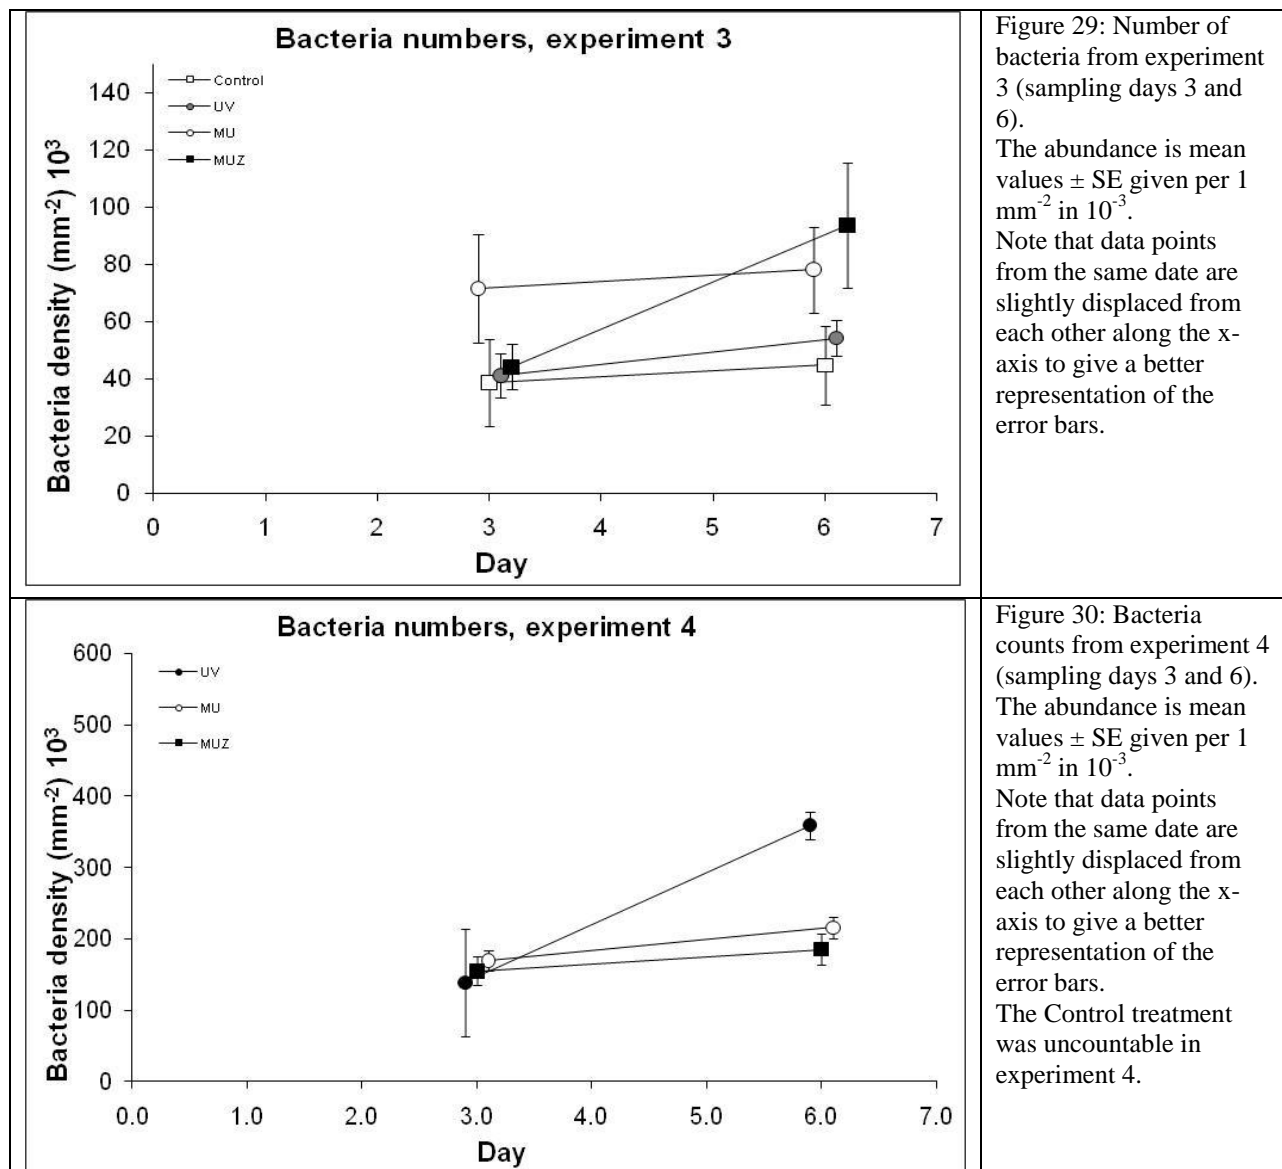 Bacteria numbers, experiment 3
Control
UV
MU
MUZ
140
120
100
80
60
40
20
0
Bacteria density (mm-2) 103
0 1 2 3 4 5 6 7
Day
Figure 29: Number of
bacteria from experiment
3 (sampling days 3 and
6).
The abundance is mean
values ± SE given per 1
mm-2 in 10-3.
Note that data points
from the same date are
slightly displaced from
each other along the x-
axis to give a better
representation of the
error bars.
Bacteria numbers, experiment 4
UV
MU
MUZ
600
500
400
300
200
100
0
Bacteria density (mm-2) 103
0.0 1.0 2.0 3.0 4.0 5.0 6.0 7.0
Day
Figure 30: Bacteria
counts from experiment 4
(sampling days 3 and 6).
The abundance is mean
values ± SE given per 1
mm-2 in 10-3.
Note that data points
from the same date are
slightly displaced from
each other along the x-
axis to give a better
representation of the
error bars.
The Control treatment
was uncountable in
experiment 4.